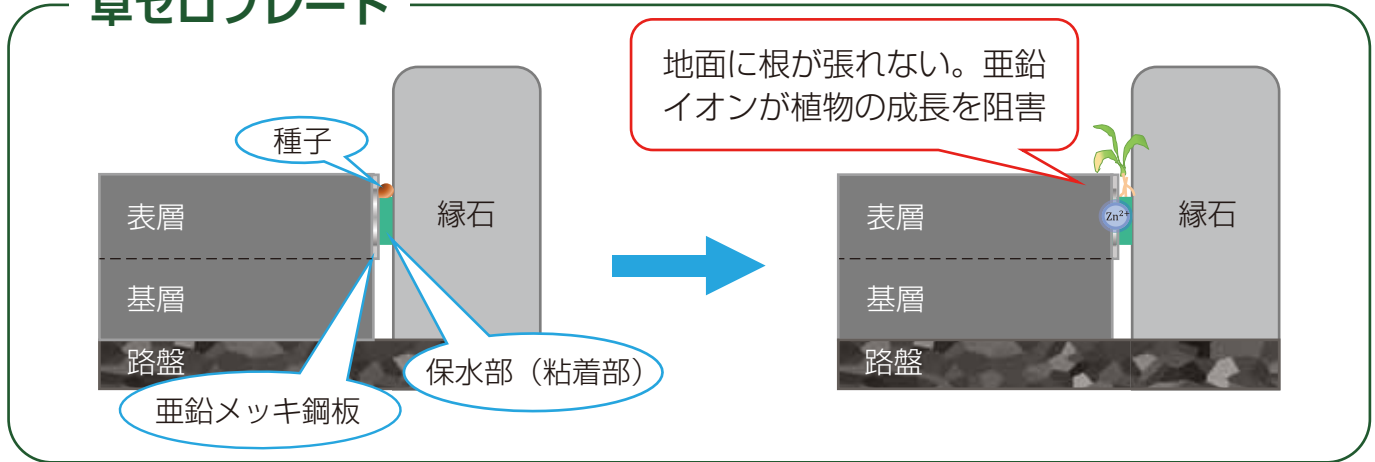 草ゼロプレート
地面に根が張れない。亜鉛
イオンが植物の成長を阻害
種子
表層
縁石
基層
路盤
保水部（粘着部）
亜鉛メッキ鋼板
表層
Zn²⁺
縁石
基層
路盤